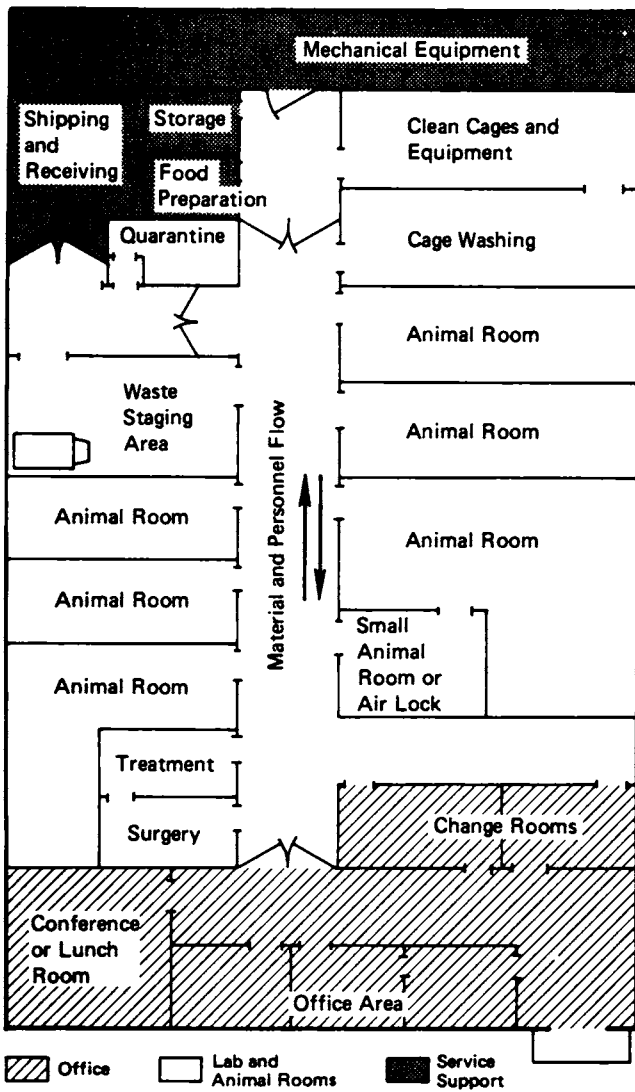 Mechanical Equipment
Shipping
and
Receiving
Storage
Food
Preparation
Clean Cages and
Equipment
Quarantine
Cage Washing
Animal Room
Waste
Staging
Area
Animal Room
Material and Personnel Flow
Animal Room
Animal Room
Animal Room
Small
Animal
Room or
Air Lock
Animal Room
Treatment
Surgery
Change Rooms
Conference
or Lunch
Room
Office Area
Office
Lab and
Animal Rooms
Service
Support